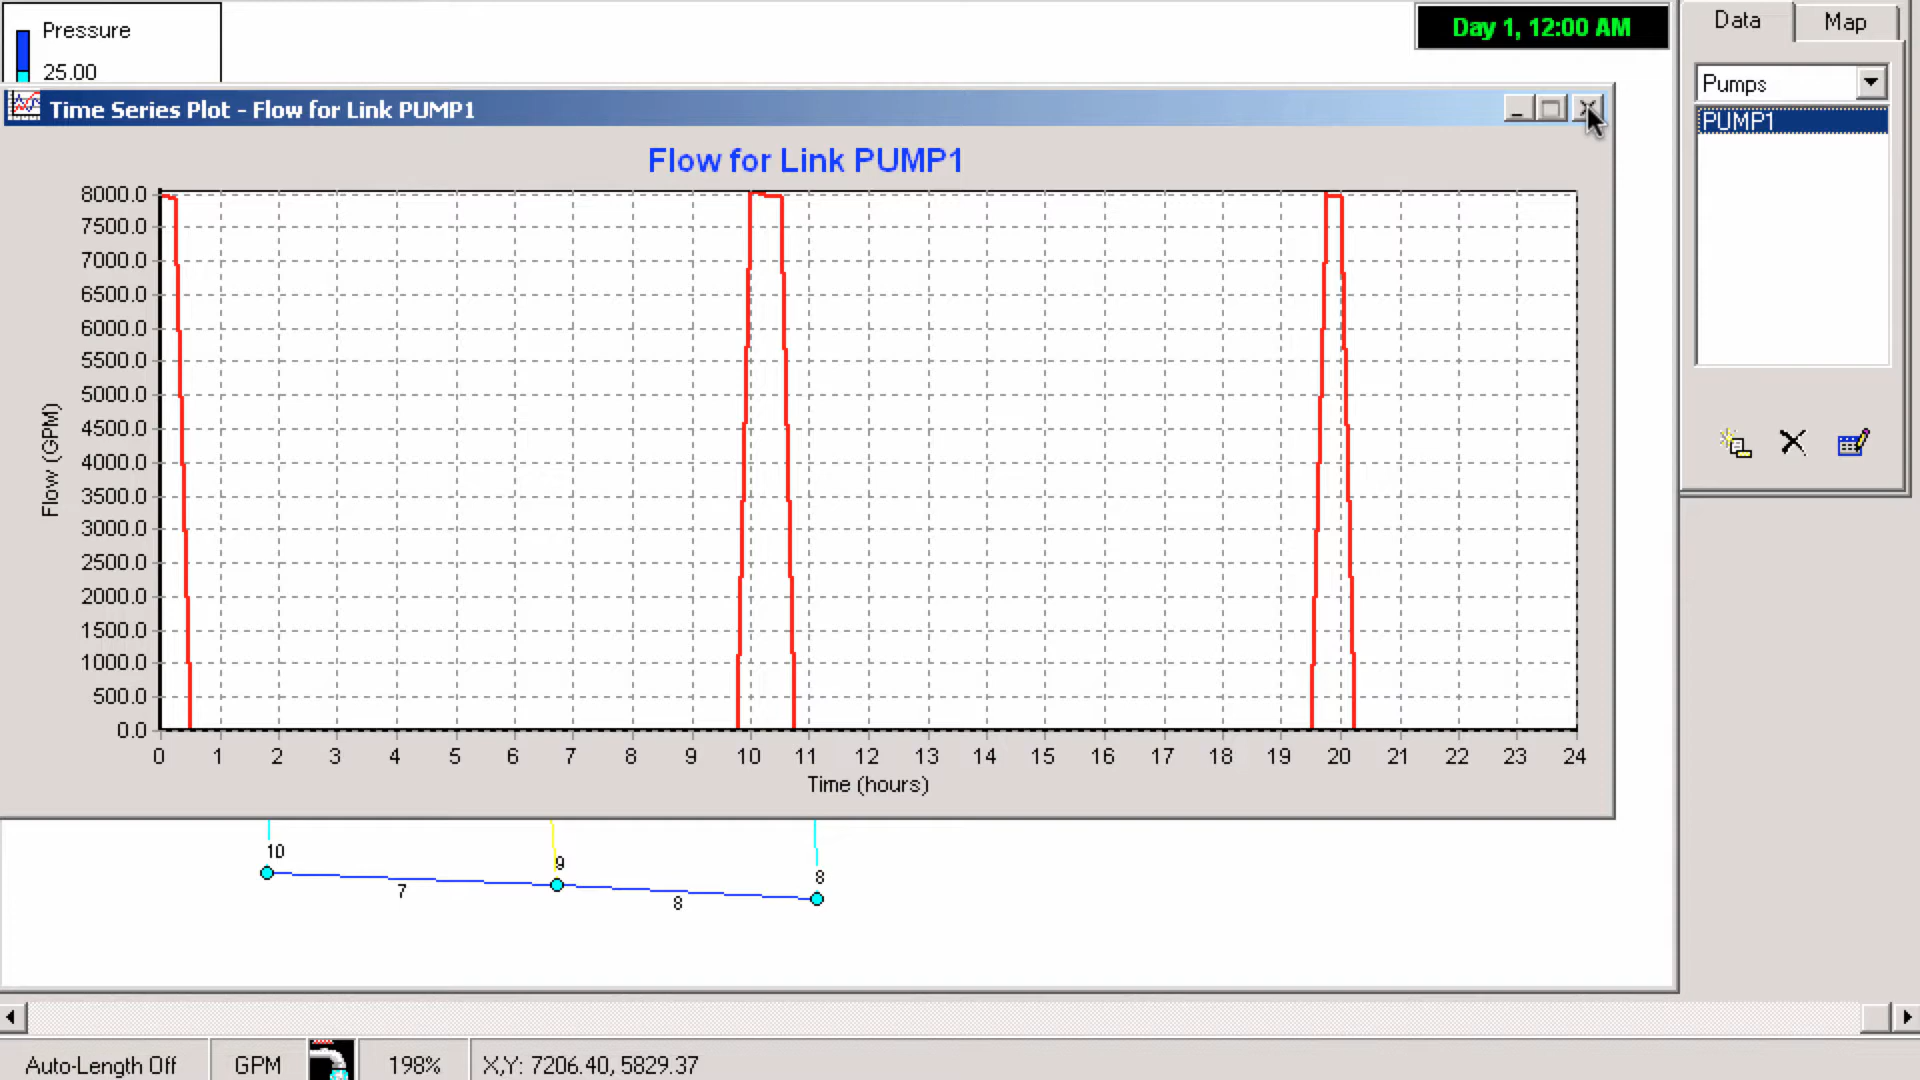 Pressure
25.00
Day 1, 12:00 AM
Data
Map
Pumps
PUMP1
Time Series Plot - Flow for Link PUMP1
Flow for Link PUMP1
8000.0
7500.0
7000.0
6500.0
6000.0
5500.0
5000.0
4500.0
4000.0
3500.0
3000.0
2500.0
2000.0
1500.0
1000.0
500.0
0.0
Flow (GPM)
0 1 2 3 4 5 6 7 8 9 10 11 12 13 14 15 16 17 18 19 20 21 22 23 24
Time (hours)
10
9
8
7
8
Auto-Length Off
GPM
198%
X,Y: 7206.40, 5829.37